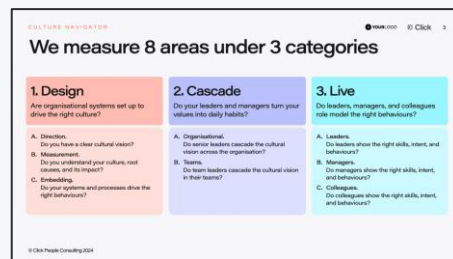 CULTURE NAVIGATOR
YOURLOGO
Click
3
We measure 8 areas under 3 categories
1. Design
Are organisational systems set up to
drive the right culture?
A. Direction.
Do you have a clear cultural vision?
B. Measurement.
Do you understand your culture, root
causes, and its impact?
C. Embedding.
Do your systems and processes drive the
right behaviours?
2. Cascade
Do your leaders and managers turn your
values into daily habits?
A. Organisational.
Do senior leaders cascade the cultural
vision across the organisation?
B. Teams.
Do team leaders cascade the cultural vision
in their teams?
3. Live
Do leaders, managers, and colleagues
role model the right behaviours?
A. Leaders.
Do leaders show the right skills, intent, and
behaviours?
B. Managers.
Do managers show the right skills, intent,
and behaviours?
C. Colleagues.
Do colleagues show the right skills, intent,
and behaviours?
© Click People Consulting 2024